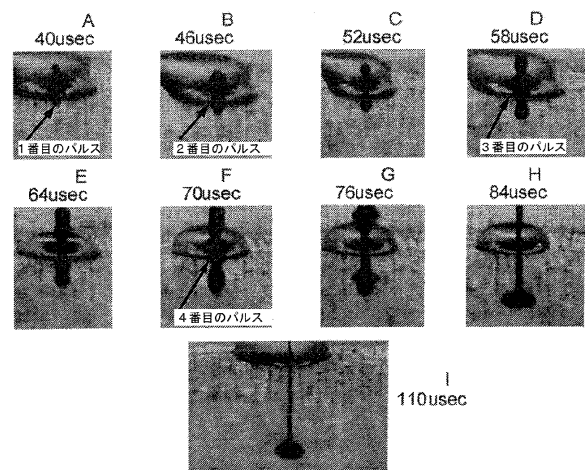 A
40usec
B
46usec
C
52usec
D
58usec
1番目のパルス
2番目のパルス
3番目のパルス
E
64usec
F
70usec
G
76usec
H
84usec
4番目のパルス
I
110usec